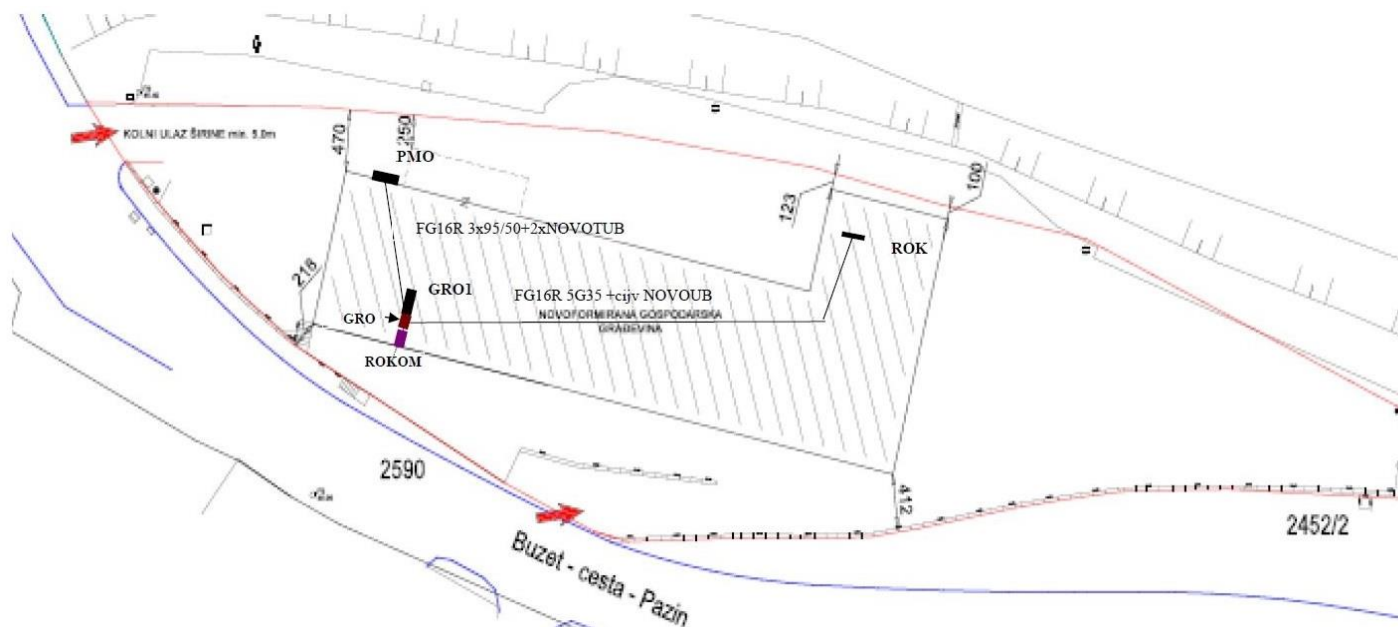 KOLNI ULAZ ŠIRINE min. 5,0m
470
250
PMO
123
100
FG16R 3x95/50+2xNOVOTUB
ROK
218
GRO1
FG16R 5G35 +cijv NOVOUB
GRO
NOVOFORMIRANA GOSPODARSKA
GRAĐEVINA
ROKOM
2590
412
2452/2
Buzet - cesta - Pazin